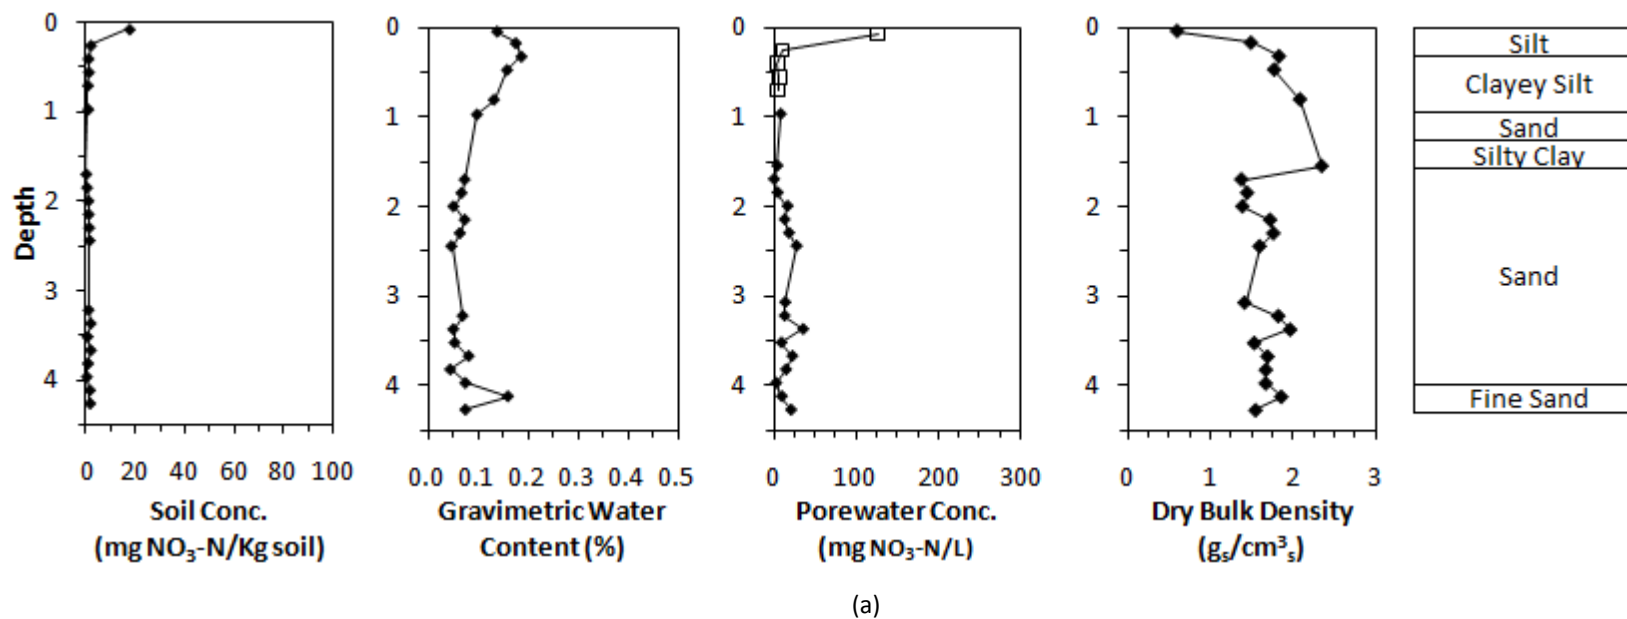 Depth
0
1
2
3
4
0 20 40 60 80 100
Soil Conc.
(mg NO₃-N/Kg soil)
0
1
2
3
4
0.0 0.1 0.2 0.3 0.4 0.5
Gravimetric Water
Content (%)
0
1
2
3
4
0 100 200 300
Porewater Conc.
(mg NO₃-N/L)
0
1
2
3
4
0 1 2 3
Dry Bulk Density
(gₛ/cm³ₛ)
Silt
Clayey Silt
Sand
Silty Clay
Sand
Fine Sand
(a)